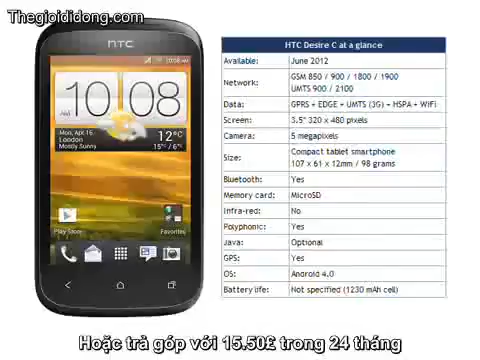 Thegioididong.com
hTC
10:08 AM
10 08
Mon, Apr 16
London
Mostly Sunny
12°C
15°/ 6°C
Play Store
Favorites
HTC Desire C at a glance
Available: June 2012
Network: GSM 850 / 900 / 1800 / 1900
UMTS 900 / 2100
Data: GPRS + EDGE + UMTS (3G) + HSPA + WiFi
Screen: 3.5" 320 x 480 pixels
Camera: 5 megapixels
Size: Compact tablet smartphone
107 x 61 x 12mm / 98 grams
Bluetooth: Yes
Memory card: MicroSD
Infra-red: No
Polyphonic: Yes
Java: Optional
GPS: Yes
OS: Android 4.0
Battery life: Not specified (1230 mAh cell)
Hoặc trả góp với 15.50£ trong 24 tháng